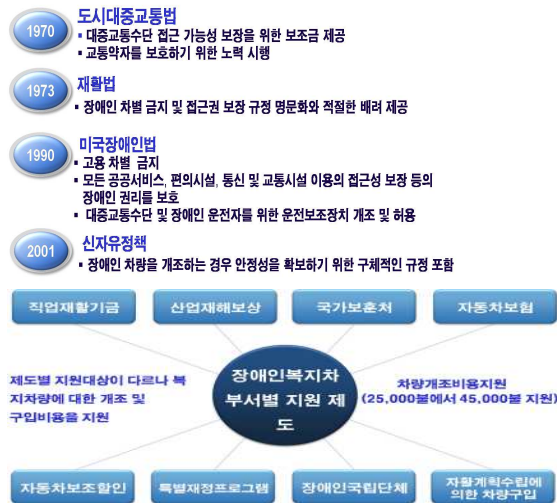 1970
도시대중교통법
▪ 대중교통수단 접근 가능성 보장을 위한 보조금 제공
▪ 교통약자를 보호하기 위한 노력 시행
1973
재활법
▪ 장애인 차별 금지 및 접근권 보장 규정 명문화와 적절한 배려 제공
1990
미국장애인법
▪ 고용 차별 금지
▪ 모든 공공서비스, 편의시설, 통신 및 교통시설 이용의 접근성 보장 등의
장애인 권리를 보호
▪ 대중교통수단 및 장애인 운전자를 위한 운전보조장치 개조 및 허용
2001
신자유정책
▪ 장애인 차량을 개조하는 경우 안정성을 확보하기 위한 구체적인 규정 포함
직업재활기금
산업재해보상
국가보훈처
자동차보험
장애인복지차
부서별 지원 제
도
제도별 지원대상이 다르나 복
지차량에 대한 개조 및
구입비용을 지원
차량개조비용지원
(25,000불에서 45,000불 지원)
자동차보조할인
특별재정프로그램
장애인국립단체
자활계획수립에
의한 차량구입